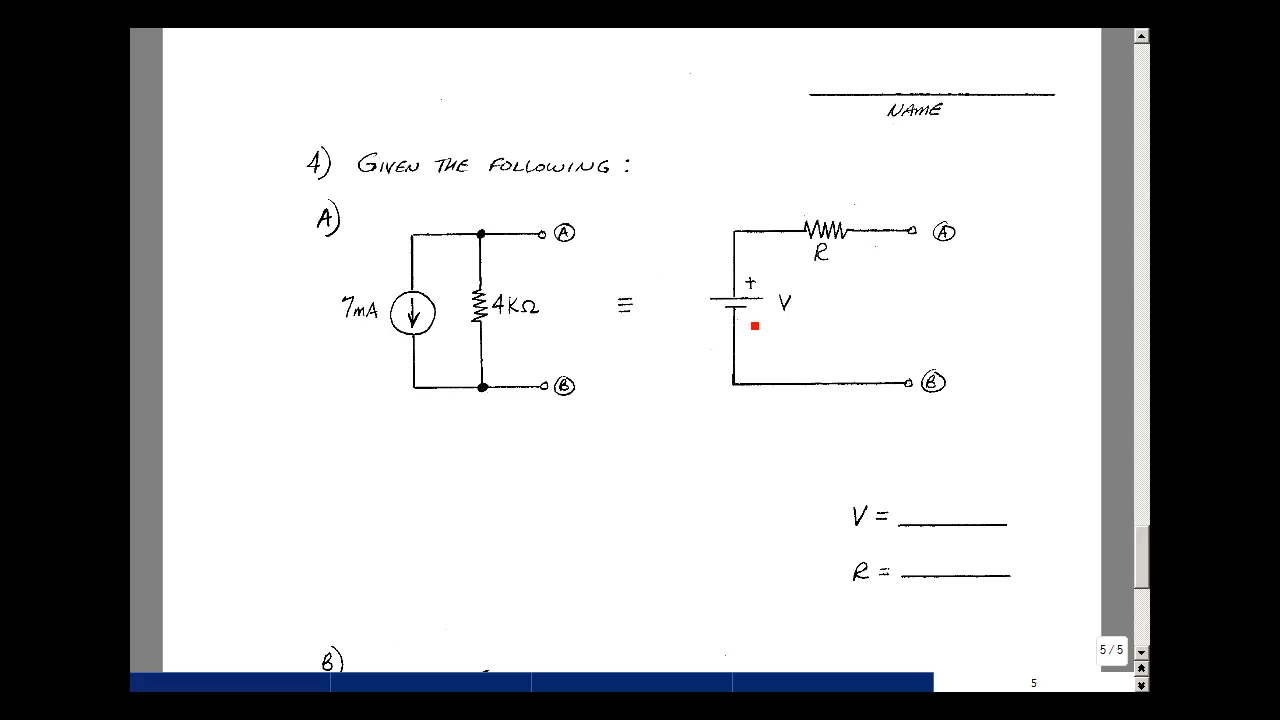 NAME
4) GIVEN THE FOLLOWING :
A)
A
A
R
+
7mA
4KΩ
≡
V
B
B
V =
R =
B)
5/5
5